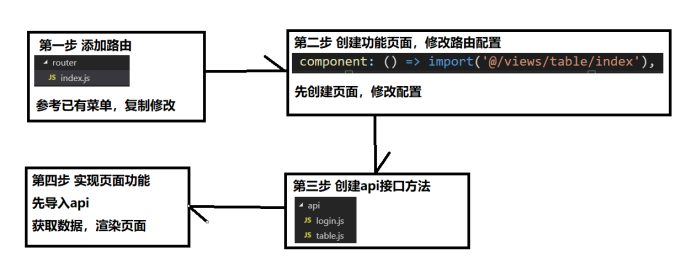 第一步 添加路由
router
JS index.js
参考已有菜单，复制修改
第二步 创建功能页面，修改路由配置
component: () => import('@/views/table/index'),
先创建页面，修改配置
第三步 创建api接口方法
api
JS login.js
JS table.js
第四步 实现页面功能
先导入api
获取数据，渲染页面